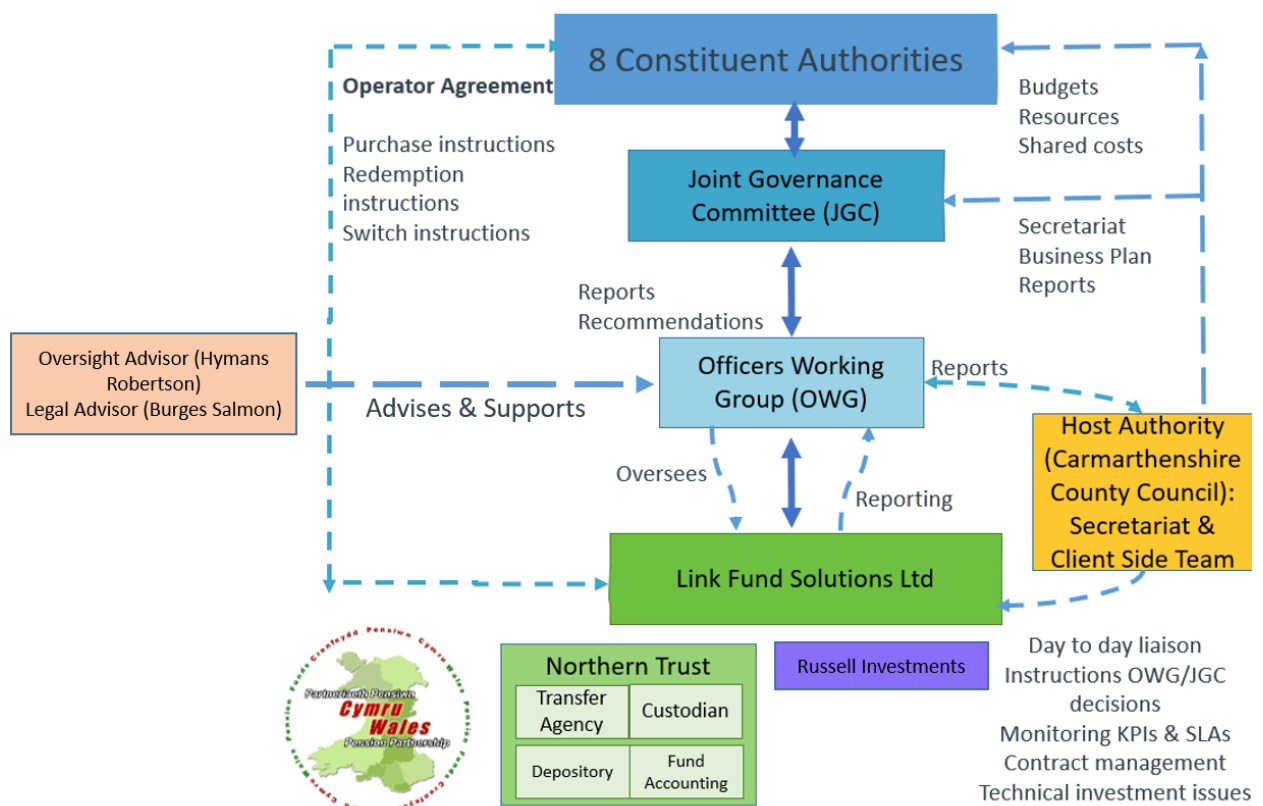 8 Constituent Authorities
Operator Agreement
Purchase instructions
Redemption
instructions
Switch instructions
Budgets
Resources
Shared costs
Joint Governance
Committee (JGC)
Secretariat
Business Plan
Reports
Reports
Recommendations
Oversight Advisor (Hymans
Robertson)
Legal Advisor (Burges Salmon)
Advises & Supports
Officers Working
Group (OWG)
Reports
Host Authority
(Carmarthenshire
County Council):
Secretariat &
Client Side Team
Oversees
Reporting
Link Fund Solutions Ltd
Partneriaeth Pensiwn
Cymru
Wales
Pension Partnership
Northern Trust
Transfer
Agency
Custodian
Depository
Fund
Accounting
Russell Investments
Day to day liaison
Instructions OWG/JGC
decisions
Monitoring KPIs & SLAs
Contract management
Technical investment issues